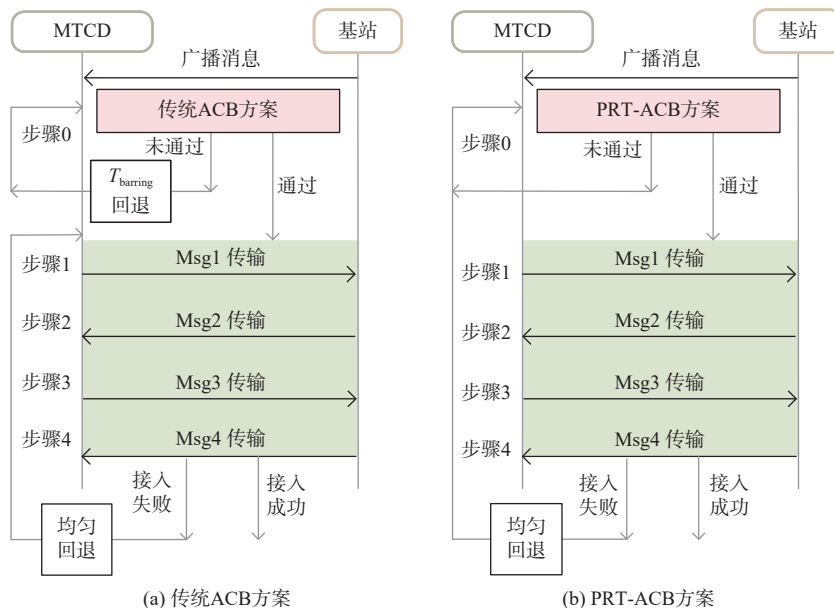 MTCD
基站
广播消息
传统ACB方案
步骤0
未通过
T_barring
回退
通过
步骤1
Msg1 传输
步骤2
Msg2 传输
步骤3
Msg3 传输
步骤4
Msg4 传输
接入
失败
接入
成功
均匀
回退
(a) 传统ACB方案
MTCD
基站
广播消息
PRT-ACB方案
步骤0
未通过
通过
步骤1
Msg1 传输
步骤2
Msg2 传输
步骤3
Msg3 传输
步骤4
Msg4 传输
接入
失败
接入
成功
均匀
回退
(b) PRT-ACB方案